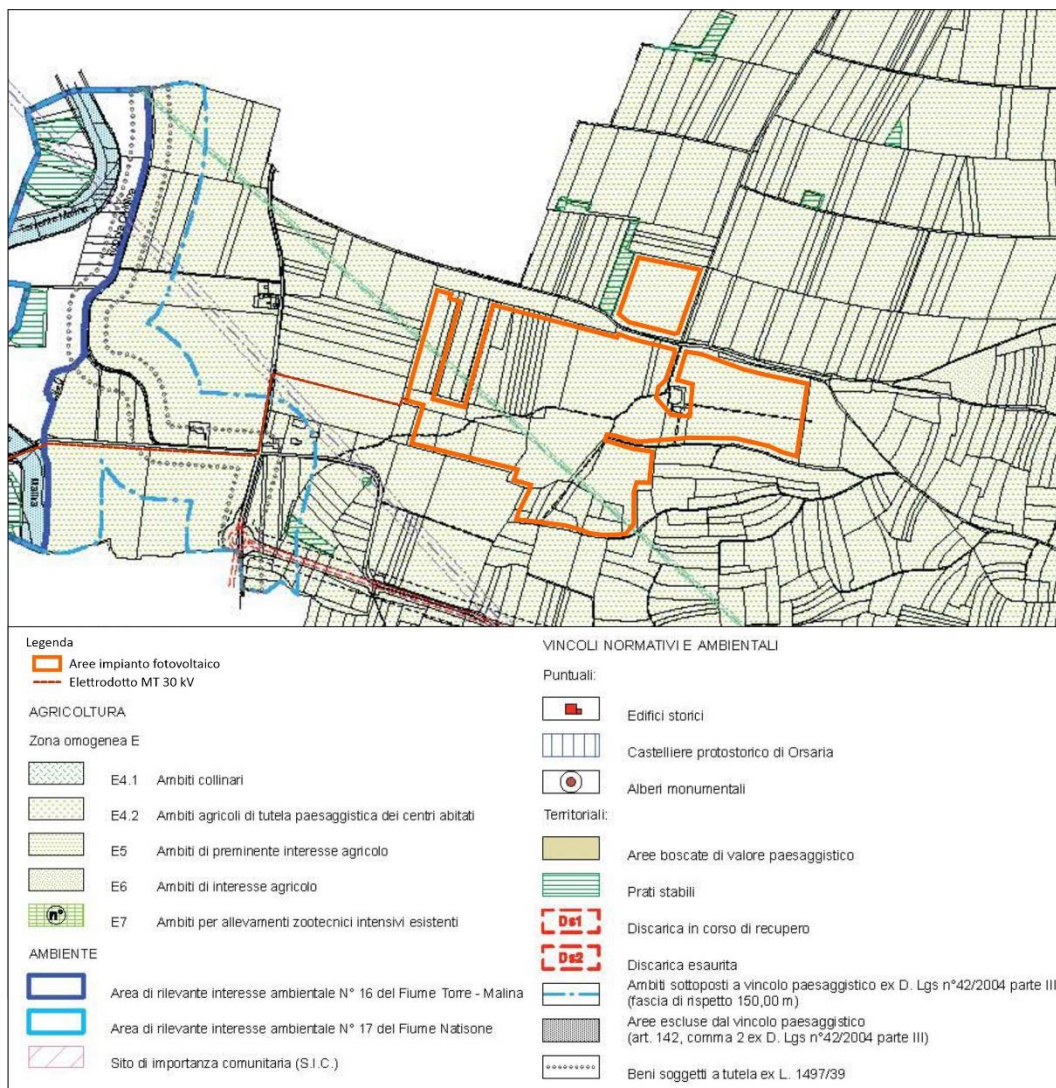 Torrente Malina
Malina
Legenda
Aree impianto fotovoltaico
Elettrodotto MT 30 kV
AGRICOLTURA
Zona omogenea E
E4.1 Ambiti collinari
E4.2 Ambiti agricoli di tutela paesaggistica dei centri abitati
E5 Ambiti di preminente interesse agricolo
E6 Ambiti di interesse agricolo
n° E7 Ambiti per allevamenti zootecnici intensivi esistenti
AMBIENTE
Area di rilevante interesse ambientale N° 16 del Fiume Torre - Malina
Area di rilevante interesse ambientale N° 17 del Fiume Natisone
Sito di importanza comunitaria (S.I.C.)
VINCOLI NORMATIVI E AMBIENTALI
Puntuali:
Edifici storici
Castelliere protostorico di Orsaria
Alberi monumentali
Territoriali:
Aree boscate di valore paesaggistico
Prati stabili
Ds1 Discarica in corso di recupero
Ds2 Discarica esaurita
Ambiti sottoposti a vincolo paesaggistico ex D. Lgs n°42/2004 parte III
(fascia di rispetto 150,00 m)
Aree escluse dal vincolo paesaggistico
(art. 142, comma 2 ex D. Lgs n°42/2004 parte III)
Beni soggetti a tutela ex L. 1497/39